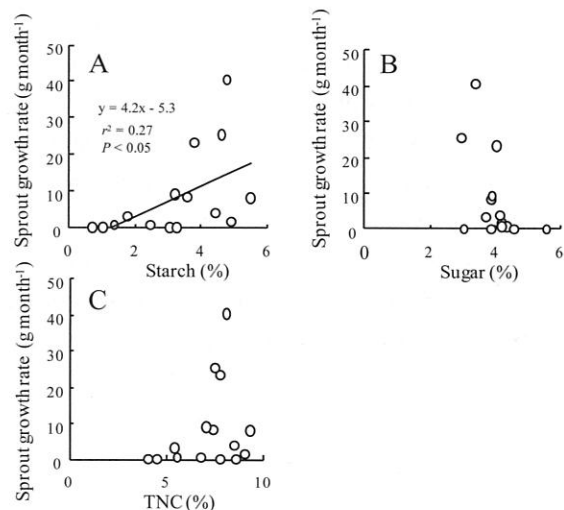 A
Sprout growth rate (g month-1)
50
40
30
20
10
0
y = 4.2x - 5.3
r2 = 0.27
P < 0.05
0 2 4 6
Starch (%)
B
Sprout growth rate (g month-1)
50
40
30
20
10
0
0 2 4 6
Sugar (%)
C
Sprout growth rate (g month-1)
50
40
30
20
10
0
0 5 10
TNC (%)